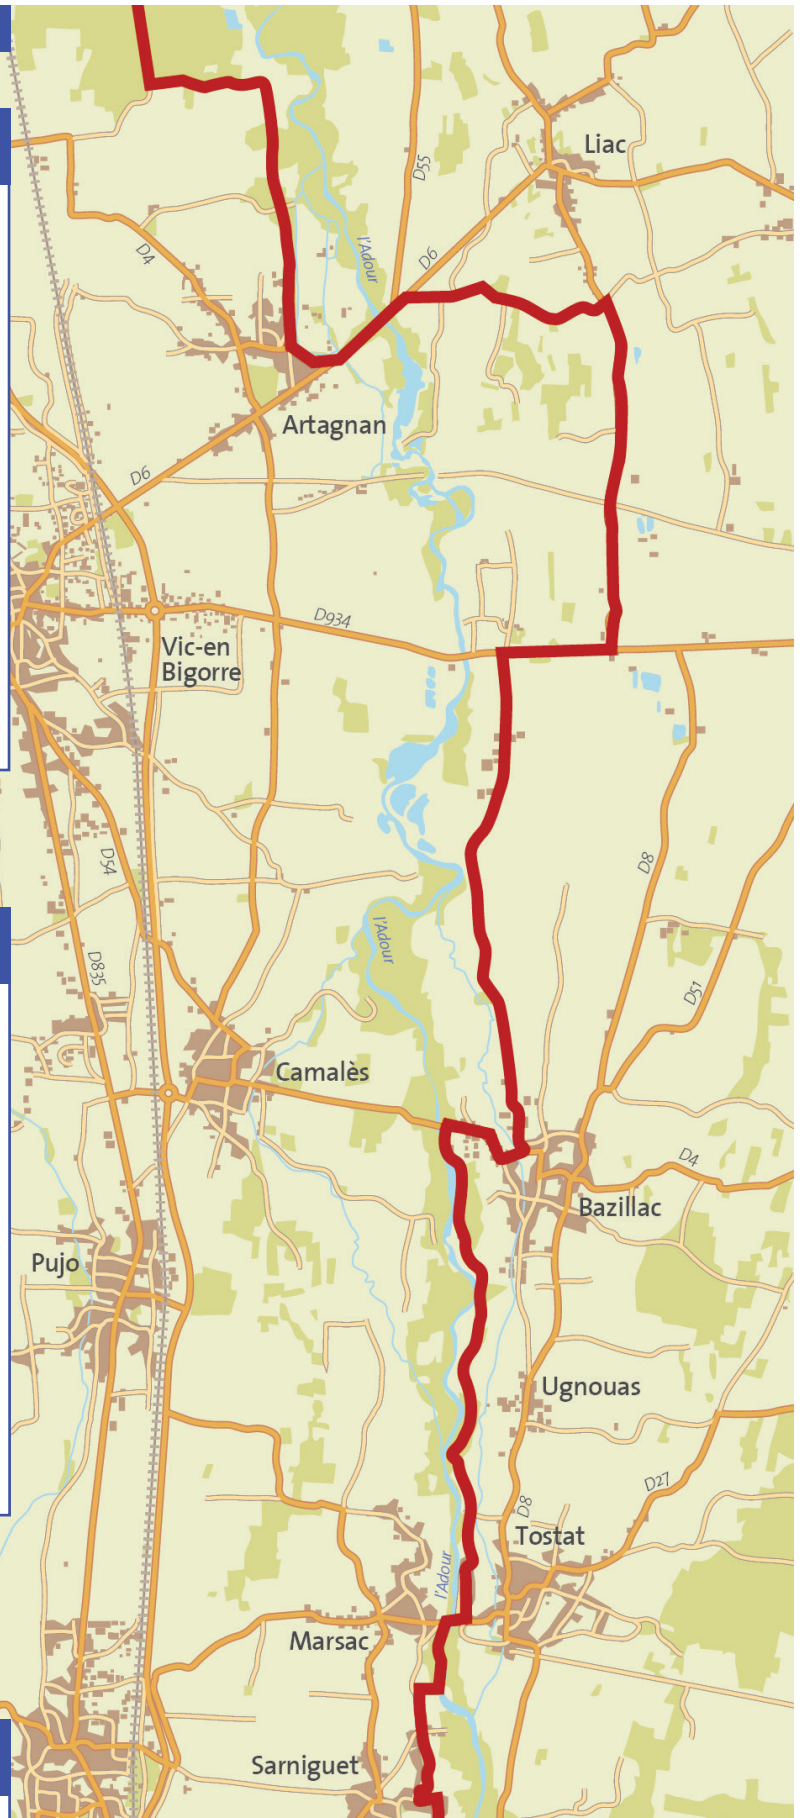 Liac
D55
D4
l'Adour
D6
Artagnan
D6
D934
Vic-en
Bigorre
D54
D8
l'Adour
D835
D51
Camalès
D4
Bazillac
Pujo
Ugnouas
D27
D8
Tostat
l'Adour
Marsac
Sarniguet